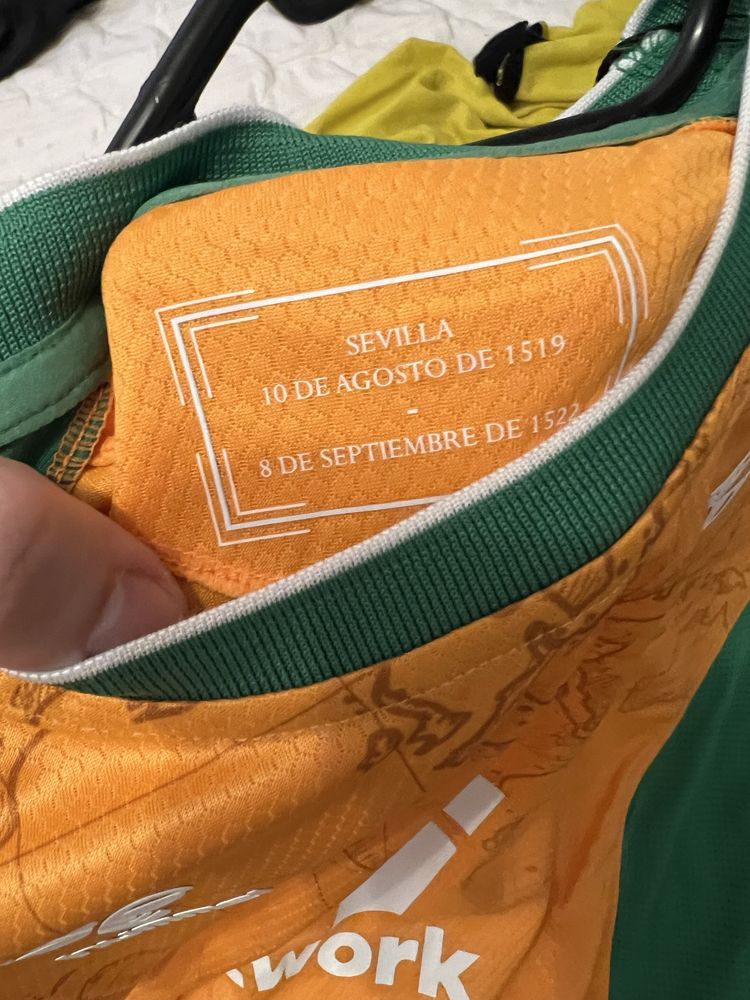 SEVILLA
10 DE AGOSTO DE 1519
-
8 DE SEPTIEMBRE DE 1522
work